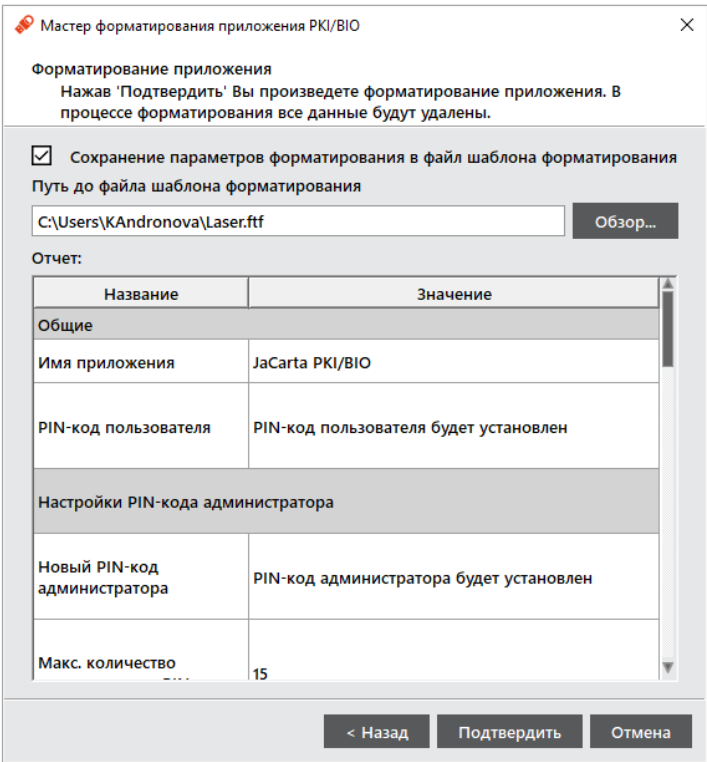 Мастер форматирования приложения PKI/BIO
Форматирование приложения
Нажав 'Подтвердить' Вы произведете форматирование приложения. В
процессе форматирования все данные будут удалены.
Сохранение параметров форматирования в файл шаблона форматирования
Путь до файла шаблона форматирования
C:\Users\KAndronova\Laser.ftf
Обзор...
Отчет:
Название Значение
Общие
Имя приложения JaCarta PKI/BIO
PIN-код пользователя PIN-код пользователя будет установлен
Настройки PIN-кода администратора
Новый PIN-код
администратора PIN-код администратора будет установлен
Макс. количество
15
< Назад Подтвердить Отмена